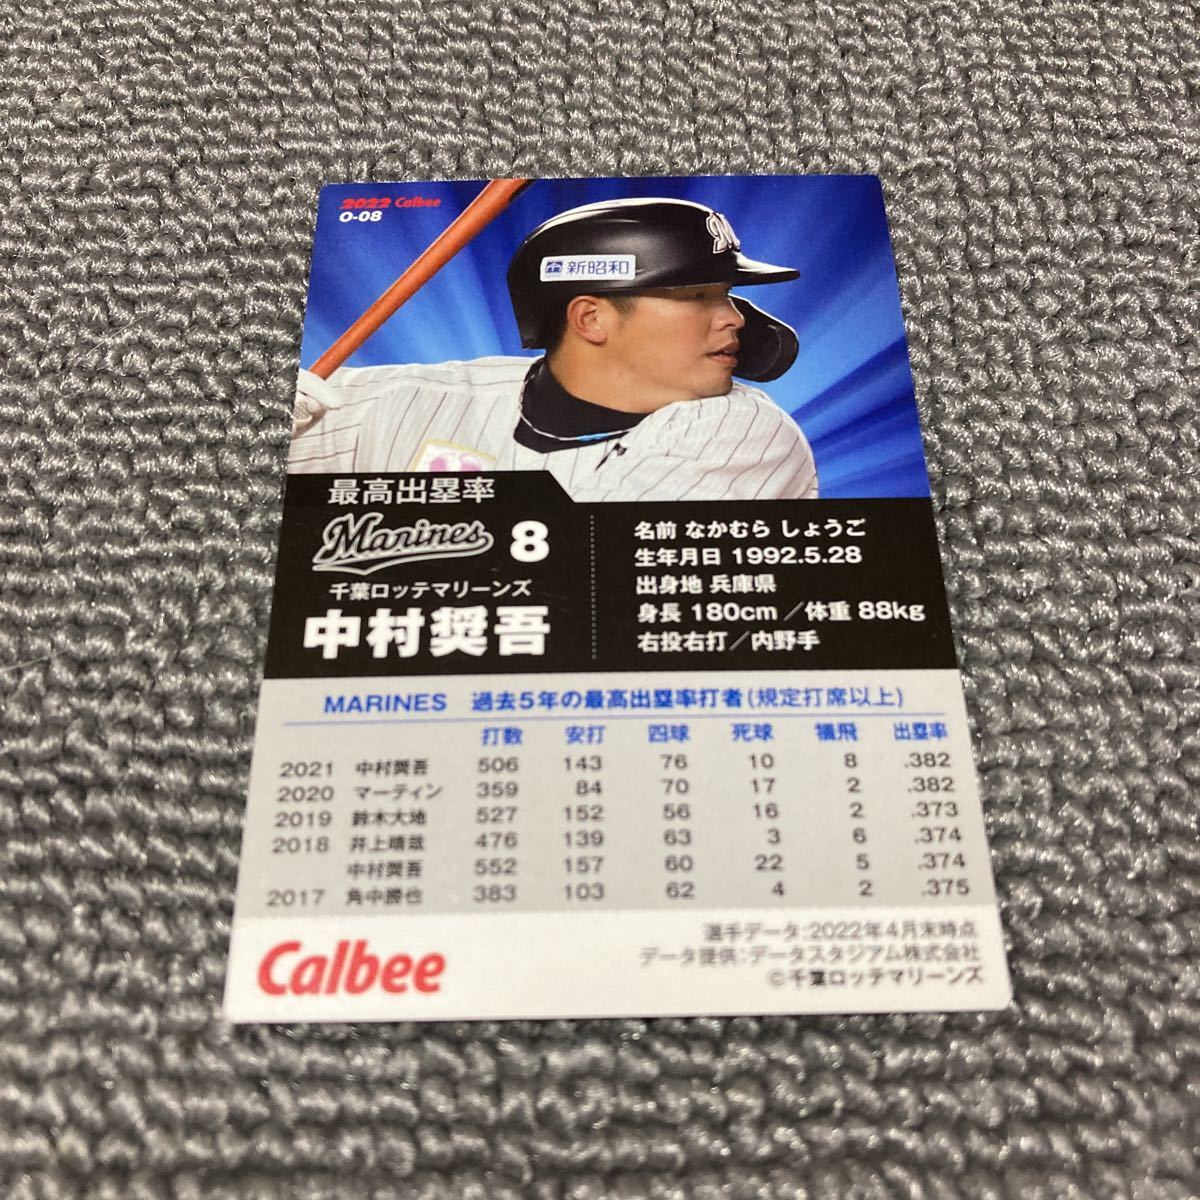 2022 Calbee
O-08
M
新昭和
最高出塁率
Marines 8
千葉ロッテマリーンズ
中村奨吾
名前 なかむら しょうご
生年月日 1992.5.28
出身地 兵庫県
身長 180cm ／体重 88kg
右投右打／内野手
MARINES 過去5年の最高出塁率打者(規定打席以上)
打数 安打 四球 死球 犠飛 出塁率
2021 中村奨吾 506 143 76 10 8 .382
2020 マーティン 359 84 70 17 2 .382
2019 鈴木大地 527 152 56 16 2 .373
2018 井上晴哉 476 139 63 3 6 .374
中村奨吾 552 157 60 22 5 .374
2017 角中勝也 383 103 62 4 2 .375
Calbee
選手データ:2022年4月末時点
データ提供:データスタジアム株式会社
©千葉ロッテマリーンズ